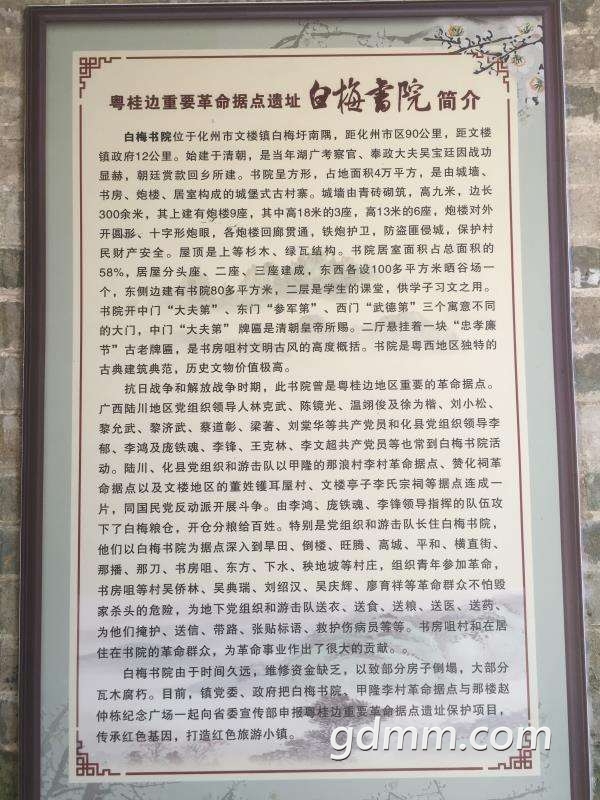 粤桂边重要革命据点遗址白梅書院简介
白梅书院位于化州市文楼镇白梅圩南隅，距化州市区90公里，距文楼
镇政府12公里。始建于清朝，是当年湖广考察官、奉政大夫吴宝廷因战功
显赫，朝廷赏款回乡所建。书院呈方形，占地面积4万平方，是由城墙、
书房、炮楼、居室构成的城堡式古村寨。城墙由青砖砌筑，高九米，边长
300余米，其上建有炮楼9座，其中高18米的3座，高13米的6座，炮楼对外
开圆形、十字形炮眼，各炮楼回廊贯通，铁炮护卫，防盗匪侵城，保护村
民财产安全。屋顶是上等杉木、绿瓦结构。书院居室面积占总面积的
58%，居屋分头座、二座、三座建成，东西各设100多平方米晒谷场一
个，东侧边建有书院80多平方米，二层是学生的课堂，供学子习文之用。
书院开中门“大夫第”、东门“参军第”、西门“武德第”三个寓意不同
的大门，中门“大夫第” 牌匾是清朝皇帝所赐。二厅悬挂着一块“忠孝廉
节”古老牌匾，是书房咀村文明古风的高度概括。书院是粤西地区独特的
古典建筑典范，历史文物价值极高。
抗日战争和解放战争时期，此书院曾是粤桂边地区重要的革命据点。
广西陆川地区党组织领导人林克武、陈镜光、温翊俊及徐为楷、刘小松、
黎允武、黎济武、蔡道彰、梁著、刘棠华等共产党员和化县党组织领导李
郁、李鸿及庞铁魂、李锋、王克林、李文超共产党员等也常到白梅书院活
动。陆川、化县党组织和游击队以甲隆的那浪村李村革命据点、赞化祠革
命据点以及文楼地区的董姓镬耳屋村、文楼亭子李氏宗祠等据点连成一
片，同国民党反动派开展斗争。由李鸿、庞铁魂、李锋领导指挥的队伍攻
下了白梅粮仓，开仓分粮给百姓。特别是党组织和游击队长住白梅书院，
他们以白梅书院为据点深入到旱田、倒楼、旺腾、高城、平和、横直街、
那播、那刀、书房咀、东方、下水、秧地坡等村庄，组织青年参加革命，
书房咀等村吴侨林、吴典瑞、刘绍汉、吴庆辉、廖育祥等革命群众不怕毁
家杀头的危险，为地下党组织和游击队送衣、送食、送粮、送医、送药、
为他们掩护、送信、带路、张贴标语、救护伤病员等等。书房咀村和在居
住在书院的革命群众，为革命事业作出了很大的贡献。。
白梅书院由于时间久远，维修资金缺乏，以致部分房子倒塌，大部分
瓦木腐朽。目前，镇党委、政府把白梅书院、甲隆李村革命据点与那楼赵
仲栋纪念广场一起向省委宣传部申报粤桂边重要革命据点遗址保护项目，
传承红色基因，打造红色旅游小镇。
gdmm.com